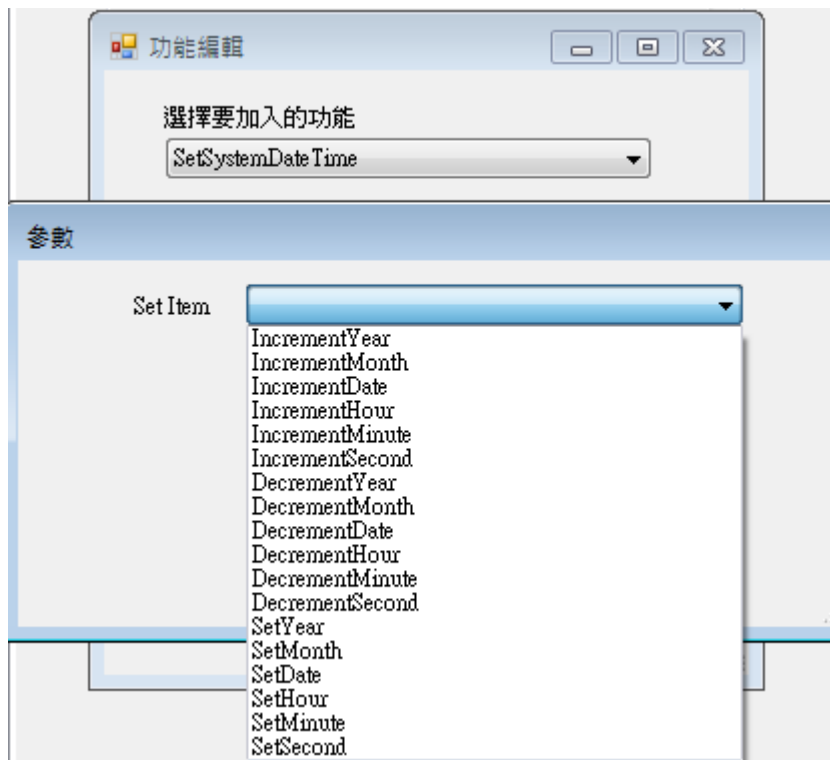 功能編輯
選擇要加入的功能
SetSystemDateTime
參數
Set Item
IncrementYear
IncrementMonth
IncrementDate
IncrementHour
IncrementMinute
IncrementSecond
DecrementYear
DecrementMonth
DecrementDate
DecrementHour
DecrementMinute
DecrementSecond
SetYear
SetMonth
SetDate
SetHour
SetMinute
SetSecond